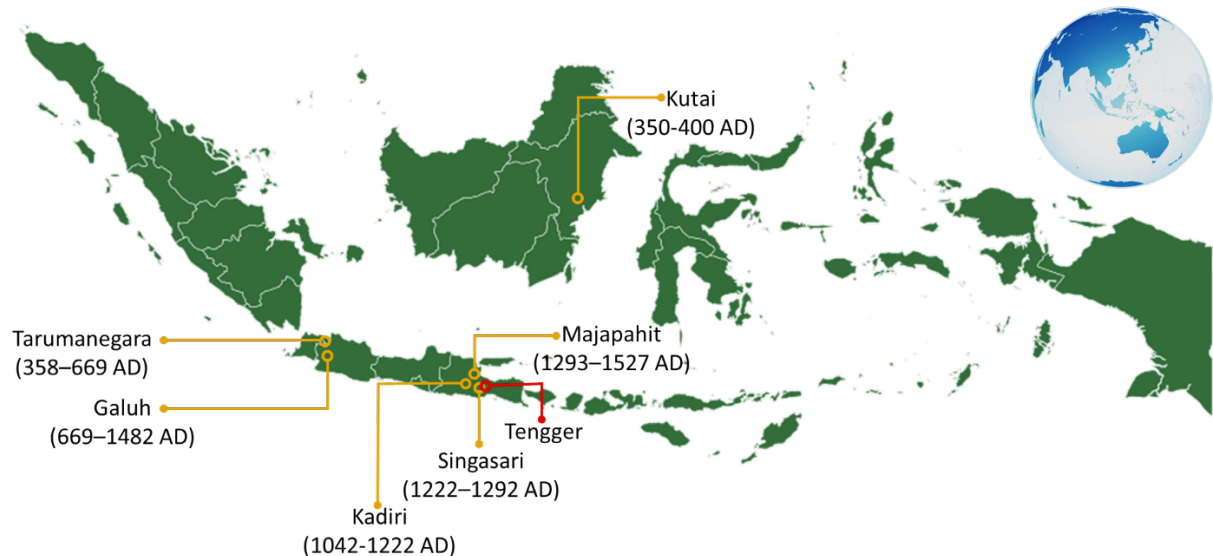 Kutai
(350-400 AD)
Tarumanegara
(358–669 AD)
Majapahit
(1293–1527 AD)
Galuh
(669–1482 AD)
Tengger
Singasari
(1222–1292 AD)
Kadiri
(1042-1222 AD)